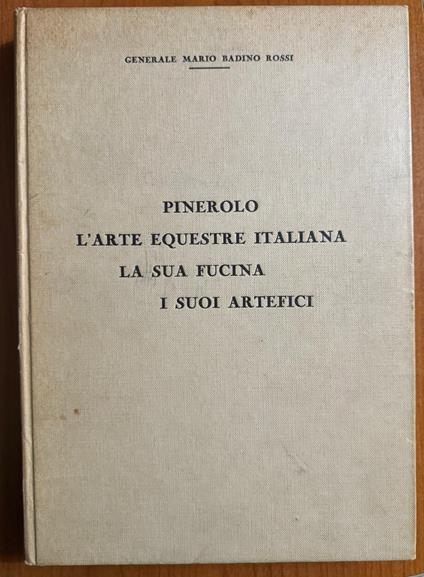 GENERALE MARIO BADINO ROSSI
PINEROLO
L'ARTE EQUESTRE ITALIANA
LA SUA FUCINA
I SUOI ARTEFICI